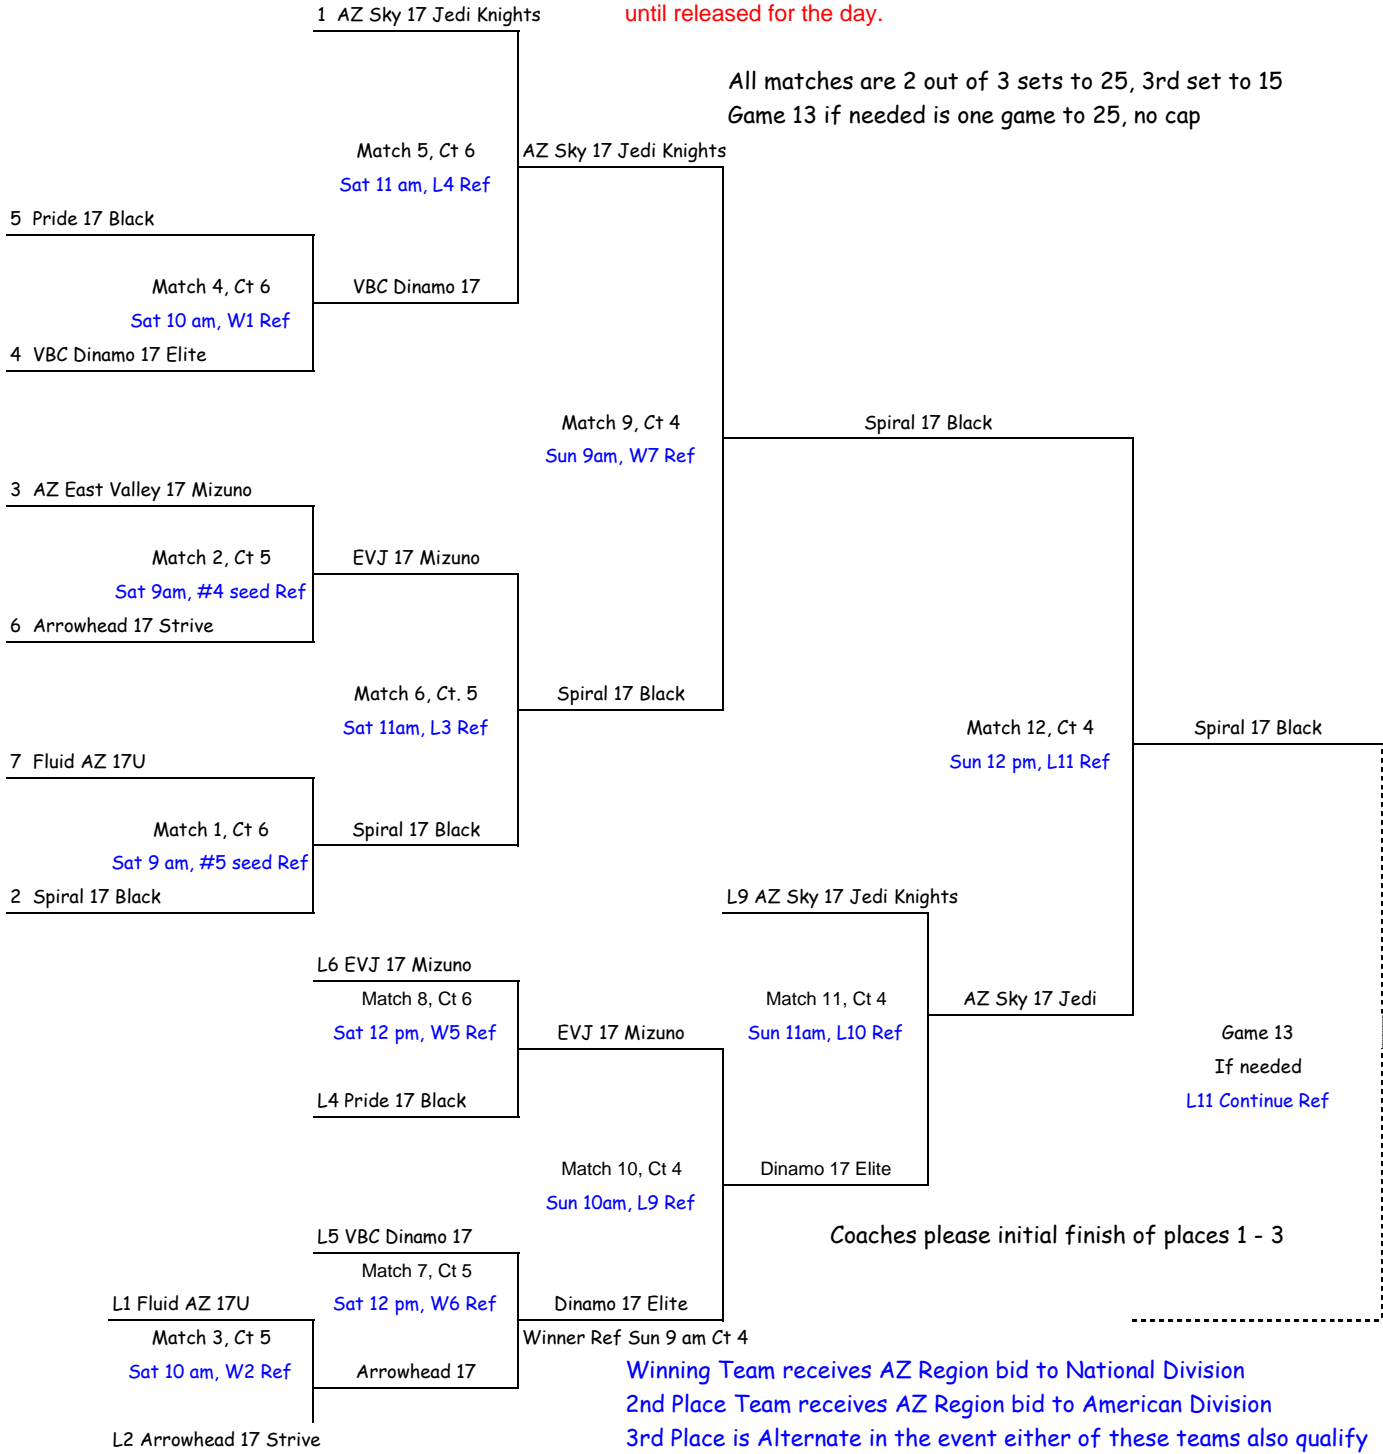 1 AZ Sky 17 Jedi Knights
until released for the day.
All matches are 2 out of 3 sets to 25, 3rd set to 15
Game 13 if needed is one game to 25, no cap
Match 5, Ct 6
AZ Sky 17 Jedi Knights
Sat 11 am, L4 Ref
5 Pride 17 Black
Match 4, Ct 6
VBC Dinamo 17
Sat 10 am, W1 Ref
4 VBC Dinamo 17 Elite
Match 9, Ct 4
Spiral 17 Black
Sun 9am, W7 Ref
3 AZ East Valley 17 Mizuno
Match 2, Ct 5
EVJ 17 Mizuno
Sat 9am, #4 seed Ref
6 Arrowhead 17 Strive
Match 6, Ct. 5
Spiral 17 Black
Sat 11am, L3 Ref
Match 12, Ct 4
Spiral 17 Black
Sun 12 pm, L11 Ref
7 Fluid AZ 17U
Match 1, Ct 6
Spiral 17 Black
Sat 9 am, #5 seed Ref
2 Spiral 17 Black
L9 AZ Sky 17 Jedi Knights
L6 EVJ 17 Mizuno
Match 8, Ct 6
Match 11, Ct 4
AZ Sky 17 Jedi
Sat 12 pm, W5 Ref
EVJ 17 Mizuno
Sun 11am, L10 Ref
Game 13
If needed
L4 Pride 17 Black
L11 Continue Ref
Match 10, Ct 4
Dinamo 17 Elite
Sun 10am, L9 Ref
L5 VBC Dinamo 17
Coaches please initial finish of places 1 - 3
Match 7, Ct 5
L1 Fluid AZ 17U
Sat 12 pm, W6 Ref
Dinamo 17 Elite
Match 3, Ct 5
Winner Ref Sun 9 am Ct 4
Sat 10 am, W2 Ref
Arrowhead 17
Winning Team receives AZ Region bid to National Division
2nd Place Team receives AZ Region bid to American Division
L2 Arrowhead 17 Strive
3rd Place is Alternate in the event either of these teams also qualify